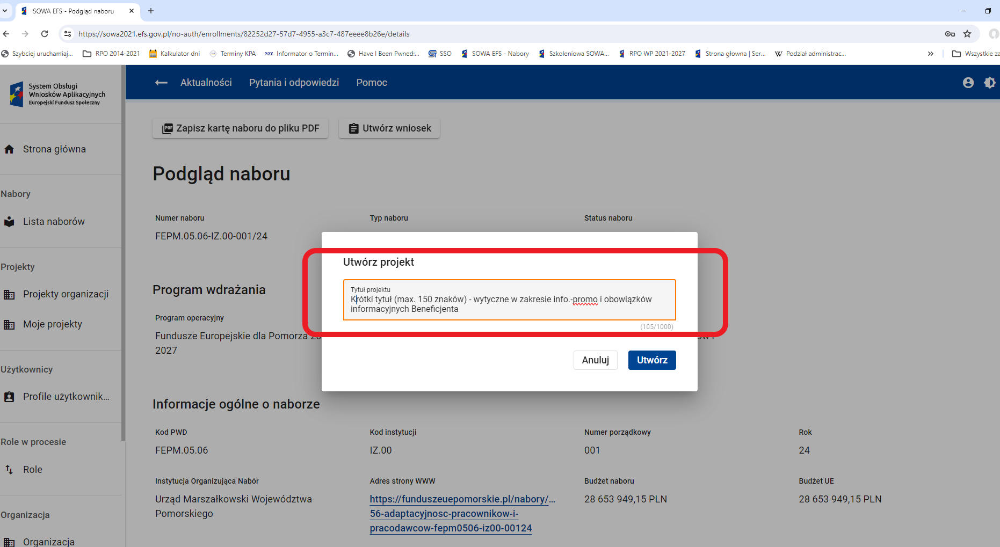 SOWA EFS - Podgląd naboru
https://sowa2021.efs.gov.pl/no-auth/enrollments/82252d27-57d7-4955-a3c7-487eeee8b26e/details
Szybciej uruchamiaj... RPO 2014-2021 Kalkulator dni Terminy KPA NFZ Informator o Termin... Have I Been Pwned:... SSO SOWA EFS - Nabory Szkoleniowa SOWA... RPO WP 2021-2027 Strona głowna | Ser... W Podział administrac... » Wszystkie za
System Obsługi
Wniosków Aplikacyjnych
Europejski Fundusz Społeczny
Aktualności Pytania i odpowiedzi Pomoc
PDF Zapisz kartę naboru do pliku PDF Utwórz wniosek
Strona główna
Nabory
Lista naborów
Projekty
Projekty organizacji
Moje projekty
Użytkownicy
Profile użytkownik...
Role w procesie
Role
Organizacja
Organizacja
Podgląd naboru
Numer naboru Typ naboru Status naboru
FEPM.05.06-IZ.00-001/24
Utwórz projekt
Tytuł projektu
Krótki tytuł (max. 150 znaków) - wytyczne w zakresie info.-promo i obowiązków
informacyjnych Beneficjenta
(105/1000)
Anuluj Utwórz
Program wdrażania
Program operacyjny
Fundusze Europejskie dla Pomorza
2027
Informacje ogólne o naborze
Kod PWD Kod instytucji Numer porządkowy Rok
FEPM.05.06 IZ.00 001 24
Instytucja Organizująca Nabór Adres strony WWW Budżet naboru Budżet UE
Urząd Marszałkowski Województwa https://funduszeuepomorskie.pl/nabory/... 28 653 949,15 PLN 28 653 949,15 PLN
Pomorskiego 56-adaptacyjnosc-pracownikow-i-
pracodawcow-fepm0506-iz00-00124